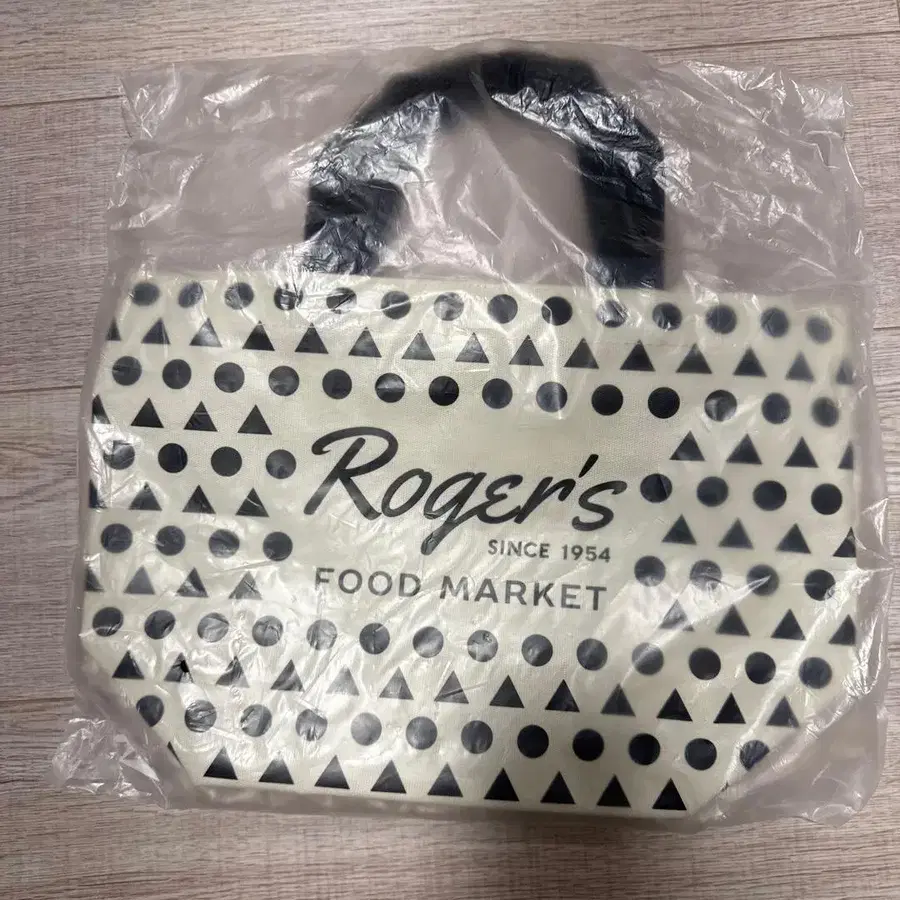 Roger's
SINCE 1954
FOOD MARKET